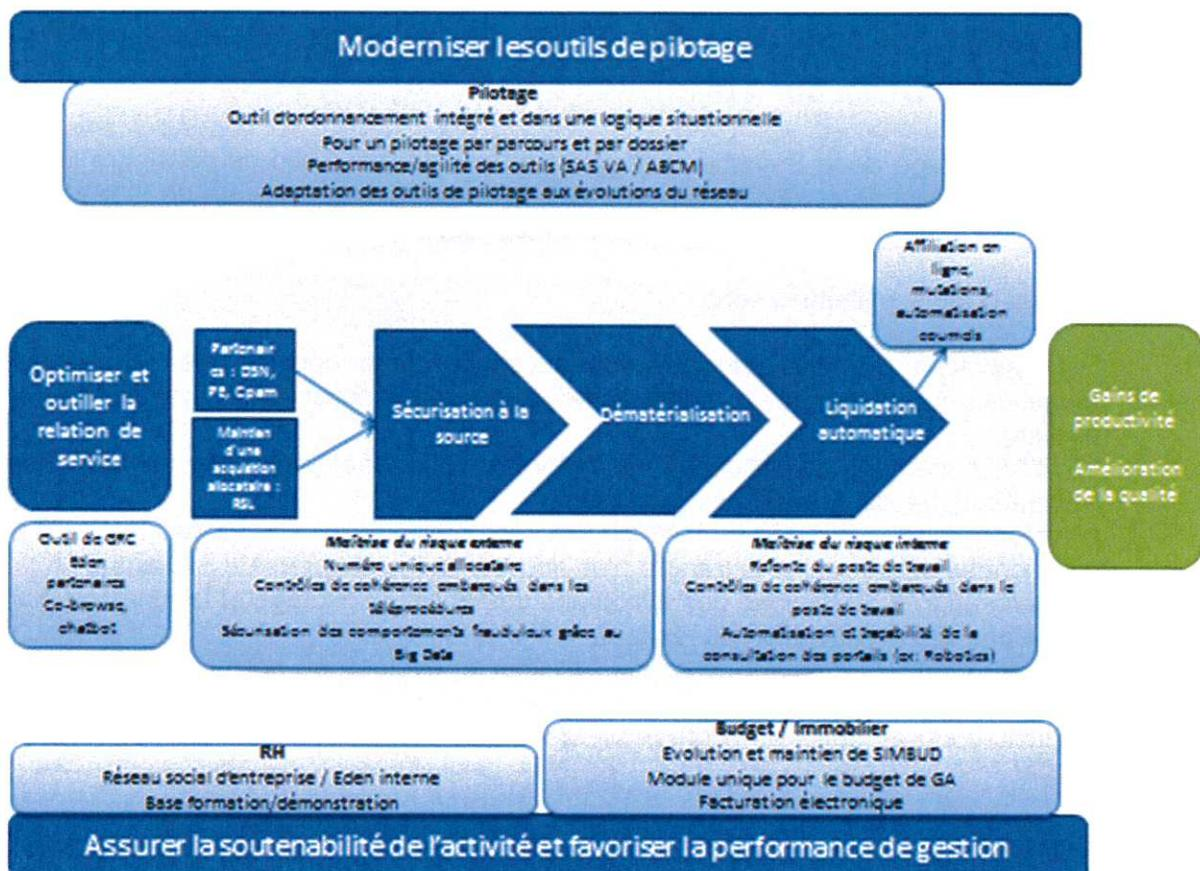 Moderniser les outils de pilotage
Pilotage
Outil d'ordonnancement intégré et dans une logique situationnelle
Pour un pilotage par parcours et par dossier
Performance/agilité des outils (SAS VA / ABCM)
Adaptation des outils de pilotage aux évolutions du réseau
Affiliation en
ligne,
mutations,
automatisation
courriels
Optimiser et
outiller la
relation de
service
Partenair
es : DSN,
PE, Cpam
Maintien
d'une
acquisition
allocataire :
RSL
Sécurisation à la
source
Dématérialisation
Liquidation
automatique
Gains de
productivité
Amélioration
de la qualité
Outil de GRC
Eden
partenaires
Co-browse,
chatbot
Maîtrise du risque externe
Numéro unique allocataire
Contrôles de cohérence embarqués dans les
téléprocédures
Sécurisation des comportements frauduleux grâce au
Big Data
Maîtrise du risque interne
Refonte du poste de travail
Contrôles de cohérence embarqués dans le
poste de travail
Automatisation et traçabilité de la
consultation des portails (ex: Robotics)
RH
Réseau social d'entreprise / Eden interne
Base formation/démonstration
Budget / Immobilier
Evolution et maintien de SIMBUD
Module unique pour le budget de GA
Facturation électronique
Assurer la soutenabilité de l'activité et favoriser la performance de gestion